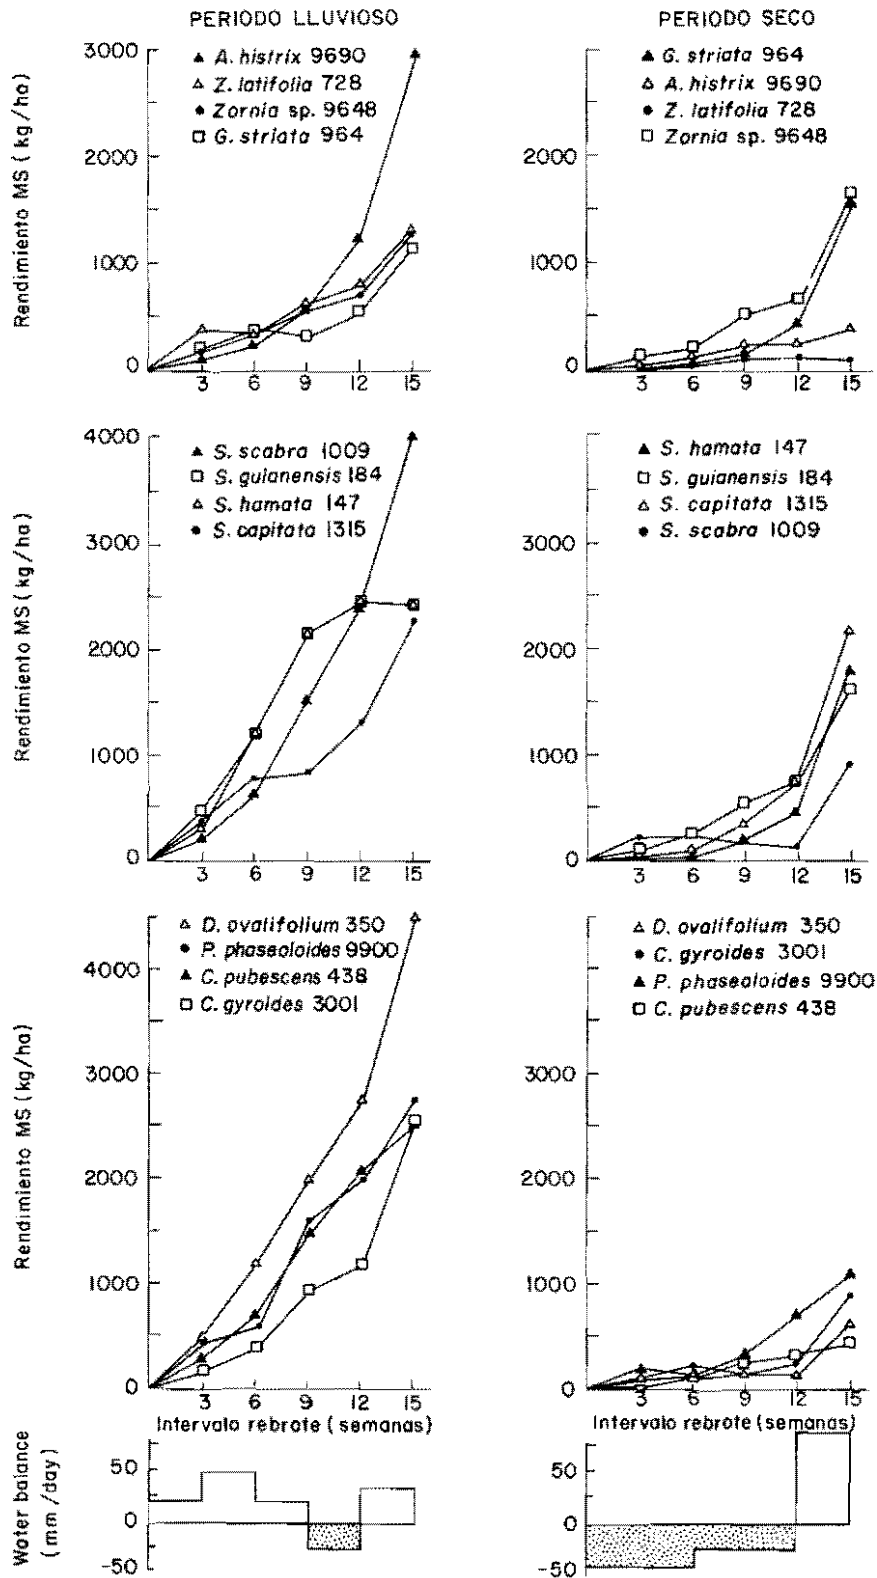 PERIODO LLUVIOSO
Rendimiento MS (kg/ha)
3000
2000
1000
0
▲ A. histrix 9690
△ Z. latifolia 728
• Zornia sp. 9648
□ G. striata 964
3 6 9 12 15
PERIODO SECO
3000
2000
1000
0
▲ G. striata 964
△ A. histrix 9690
• Z. latifolia 728
□ Zornia sp. 9648
3 6 9 12 15
Rendimiento MS (kg/ha)
4000
3000
2000
1000
0
▲ S. scabra 1009
□ S. guianensis 184
△ S. hamata 147
• S. capitata 1315
3 6 9 12 15
3000
2000
1000
0
▲ S. hamata 147
□ S. guianensis 184
△ S. capitata 1315
• S. scabra 1009
3 6 9 12 15
Rendimiento MS (kg/ha)
4000
3000
2000
1000
0
△ D. ovalifolium 350
• P. phaseoloides 9900
▲ C. pubescens 438
□ C. gyroides 3001
3 6 9 12 15
Intervalo rebrote (semanas)
3000
2000
1000
0
△ D. ovalifolium 350
• C. gyroides 3001
▲ P. phaseoloides 9900
□ C. pubescens 438
3 6 9 12 15
Intervalo rebrote (semanas)
Water balance
(mm/day)
50
0
-50
50
0
-50